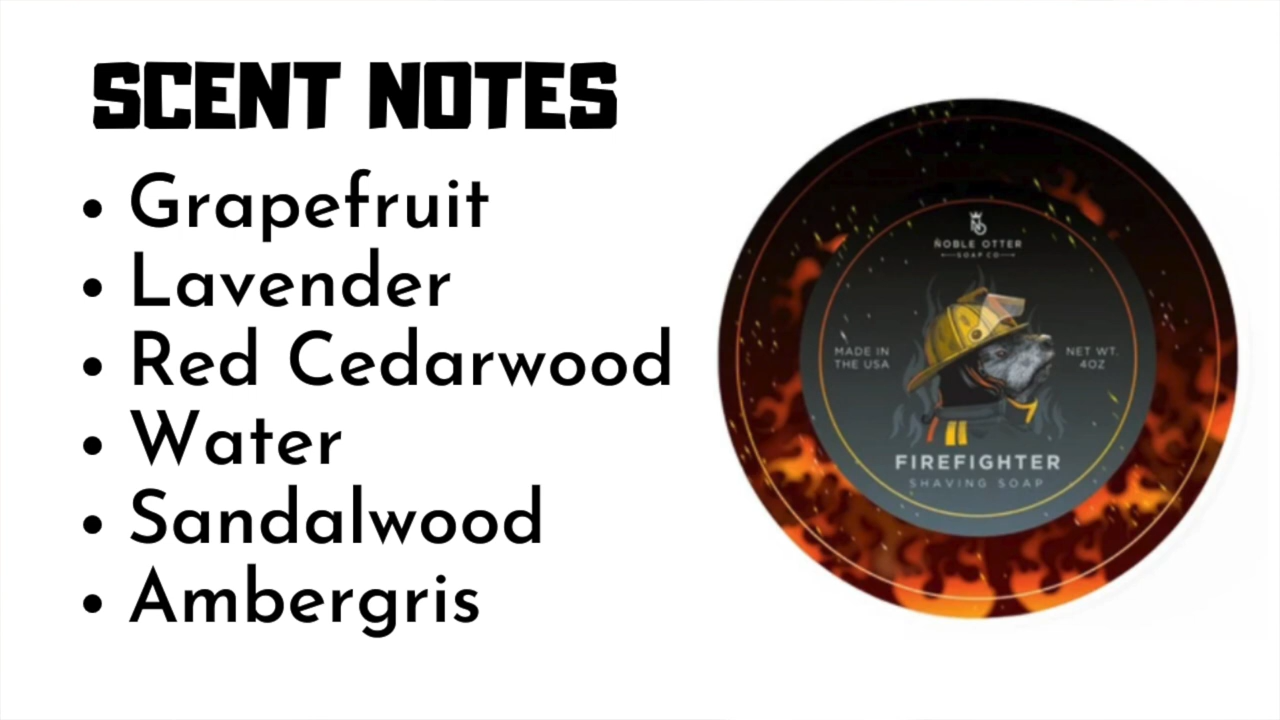 SCENT NOTES
• Grapefruit
• Lavender
• Red Cedarwood
• Water
• Sandalwood
• Ambergris
NO
NOBLE OTTER
SOAP CO
MADE IN
THE USA
NET WT.
4OZ
FIREFIGHTER
SHAVING SOAP